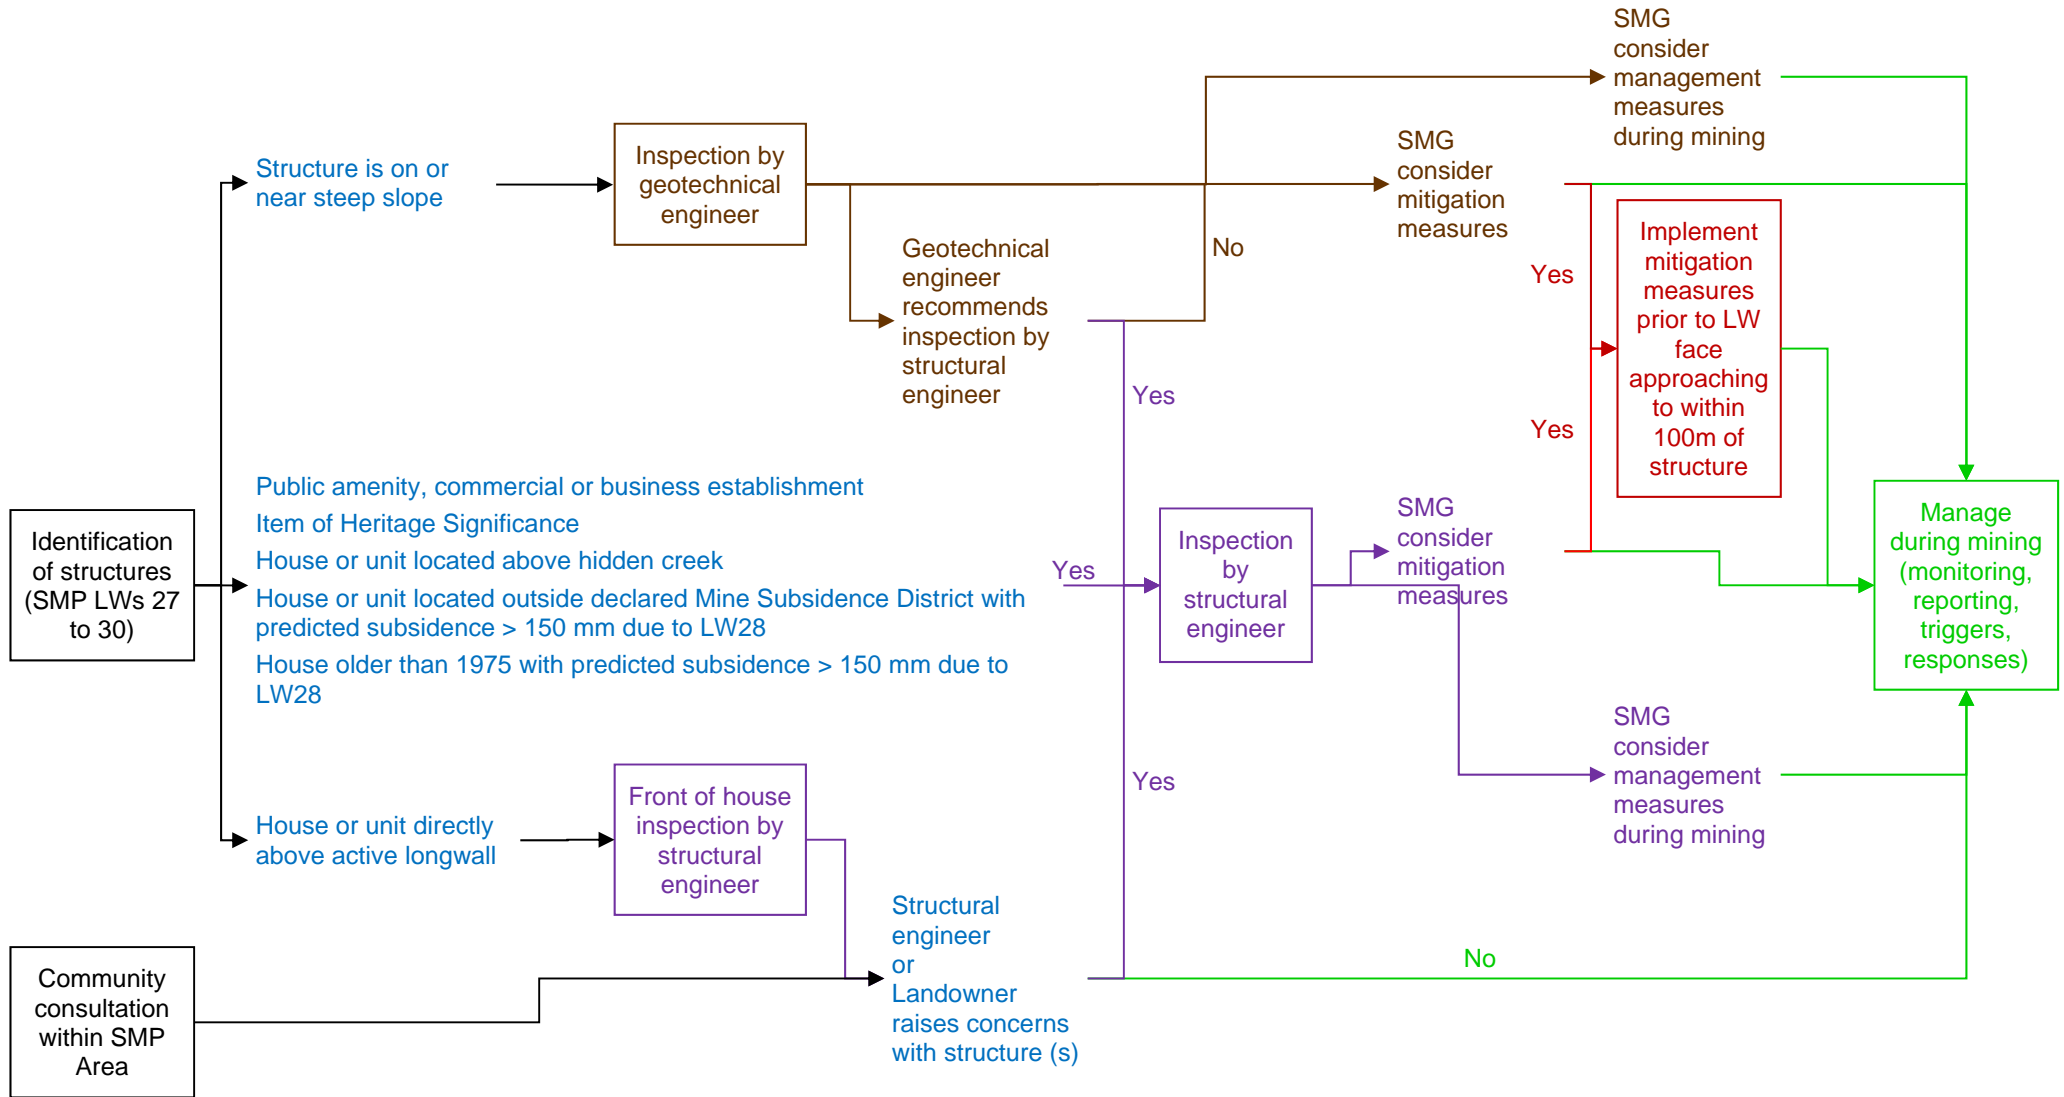 SMG
consider
management
measures
during mining
Structure is on or
near steep slope
Inspection by
geotechnical
engineer
SMG
consider
mitigation
measures
Geotechnical
engineer
recommends
inspection by
structural
engineer
No
Yes
Implement
mitigation
measures
prior to LW
face
approaching
to within
100m of
structure
Yes
Yes
Identification
of structures
(SMP LWs 27
to 30)
Public amenity, commercial or business establishment
Item of Heritage Significance
House or unit located above hidden creek
House or unit located outside declared Mine Subsidence District with
predicted subsidence > 150 mm due to LW28
House older than 1975 with predicted subsidence > 150 mm due to
LW28
Yes
Inspection
by
structural
engineer
SMG
consider
mitigation
measures
Manage
during mining
(monitoring,
reporting,
triggers,
responses)
SMG
consider
management
measures
during mining
Yes
House or unit directly
above active longwall
Front of house
inspection by
structural
engineer
Structural
engineer
or
Landowner
raises concerns
with structure (s)
No
Community
consultation
within SMP
Area